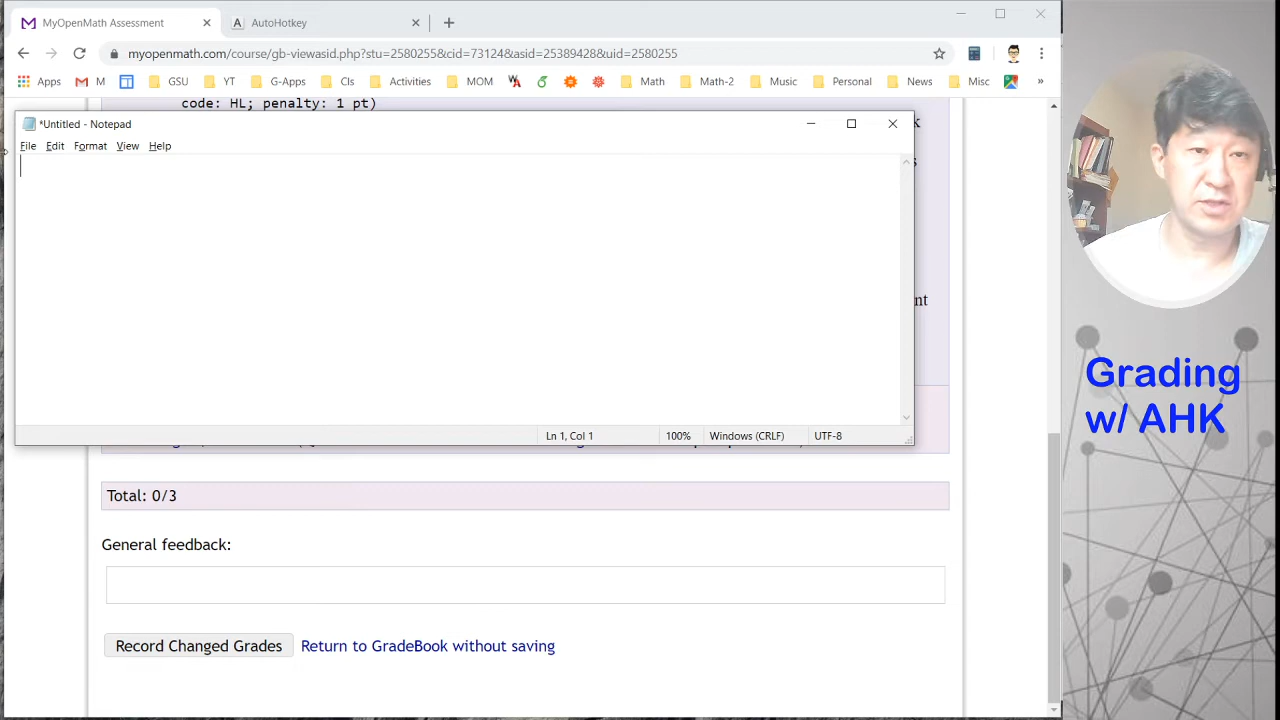 MyOpenMath Assessment
AutoHotkey
myopenmath.com/course/gb-viewasid.php?stu=2580255&cid=73124&asid=25389428&uid=2580255
Apps
M
GSU
YT
G-Apps
CIs
Activities
MOM
Math
Math-2
Music
Personal
News
Misc
»
code: HL; penalty: 1 pt)
*Untitled - Notepad
File Edit Format View Help
Ln 1, Col 1
100%
Windows (CRLF)
UTF-8
Total: 0/3
General feedback:
Record Changed Grades
Return to GradeBook without saving
Grading
w/ AHK